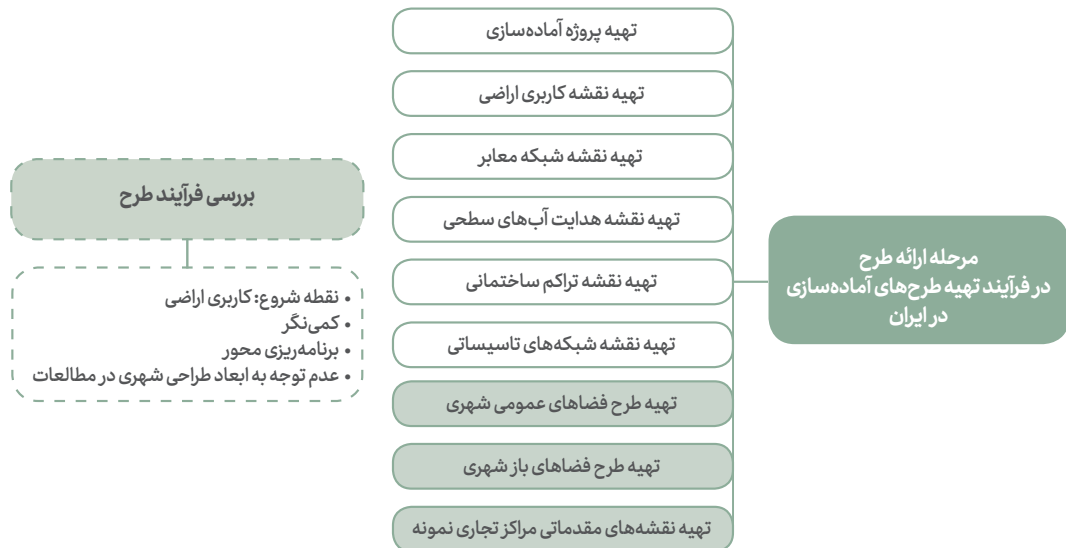 مرحله ارائه طرح
در فرآیند تهیه طرح‌های آماده‌سازی
در ایران
تهیه پروژه آماده‌سازی
تهیه نقشه کاربری اراضی
تهیه نقشه شبکه معابر
تهیه نقشه هدایت آب‌های سطحی
تهیه نقشه تراکم ساختمانی
تهیه نقشه شبکه‌های تاسیساتی
تهیه طرح فضاهای عمومی شهری
تهیه طرح فضاهای باز شهری
تهیه نقشه‌های مقدماتی مراکز تجاری نمونه
بررسی فرآیند طرح
• نقطه شروع: کاربری اراضی
• کمی‌نگر
• برنامه‌ریزی محور
• عدم توجه به ابعاد طراحی شهری در مطالعات